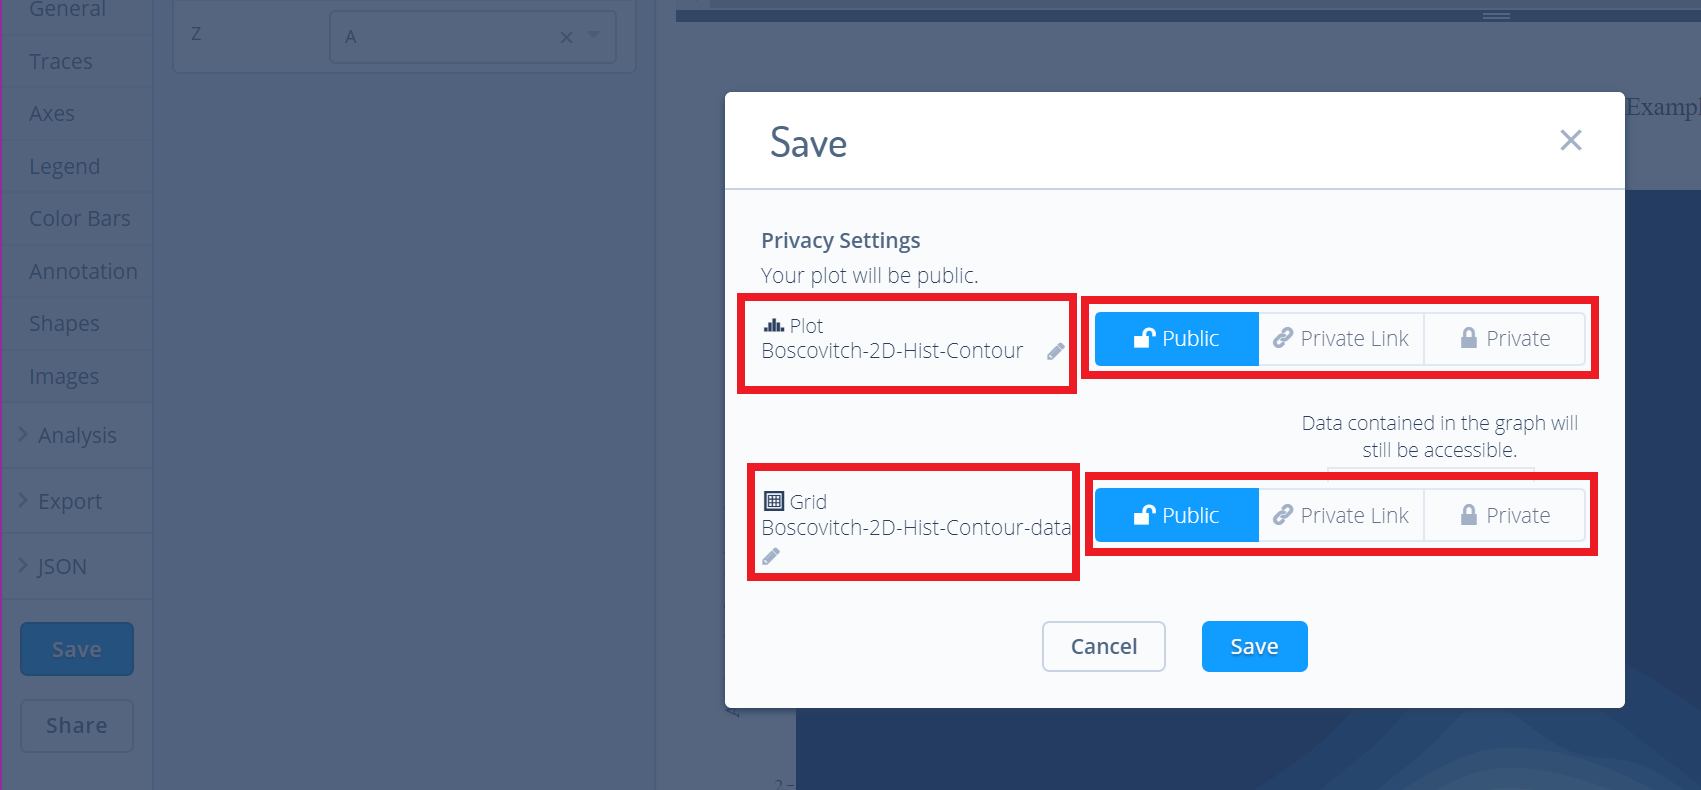 General
Z
A
Traces
Axes
Legend
Color Bars
Annotation
Shapes
Images
Analysis
Export
JSON
Save
Share
Save
Privacy Settings
Your plot will be public.
Plot
Boscovitch-2D-Hist-Contour
Public
Private Link
Private
Data contained in the graph will
still be accessible.
Grid
Boscovitch-2D-Hist-Contour-data
Public
Private Link
Private
Cancel
Save
Exampl
2